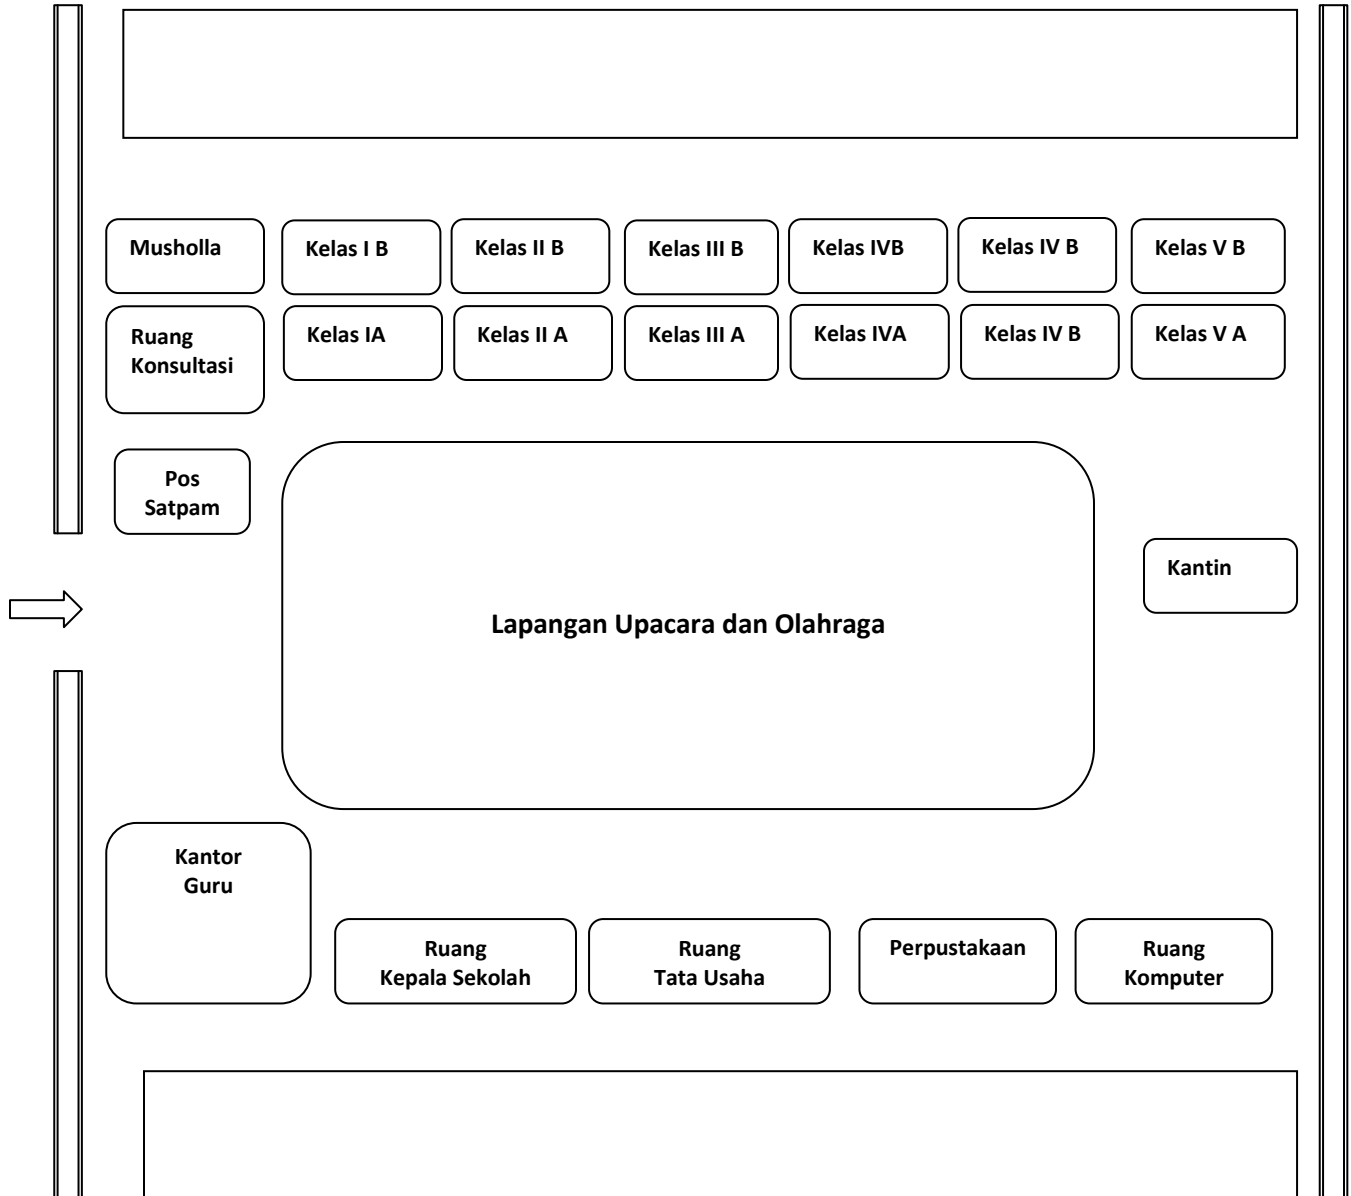 Musholla
Kelas I B
Kelas II B
Kelas III B
Kelas IVB
Kelas IV B
Kelas V B
Ruang
Konsultasi
Kelas IA
Kelas II A
Kelas III A
Kelas IVA
Kelas IV B
Kelas V A
Pos
Satpam
Kantin
Lapangan Upacara dan Olahraga
Kantor
Guru
Ruang
Kepala Sekolah
Ruang
Tata Usaha
Perpustakaan
Ruang
Komputer